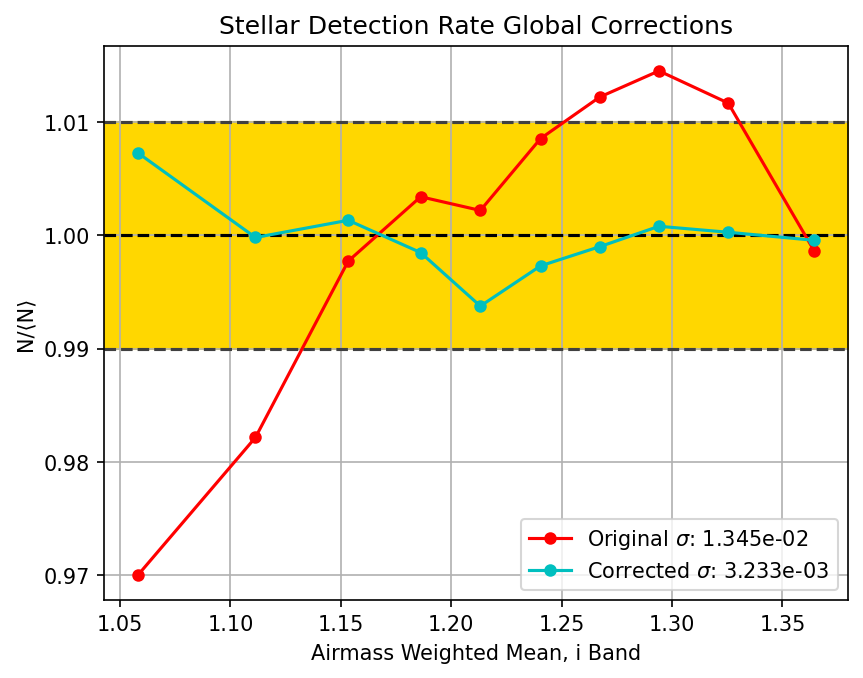 Stellar Detection Rate Global Corrections
N/⟨N⟩
1.01
1.00
0.99
0.98
0.97
Original σ: 1.345e-02
Corrected σ: 3.233e-03
1.05 1.10 1.15 1.20 1.25 1.30 1.35
Airmass Weighted Mean, i Band